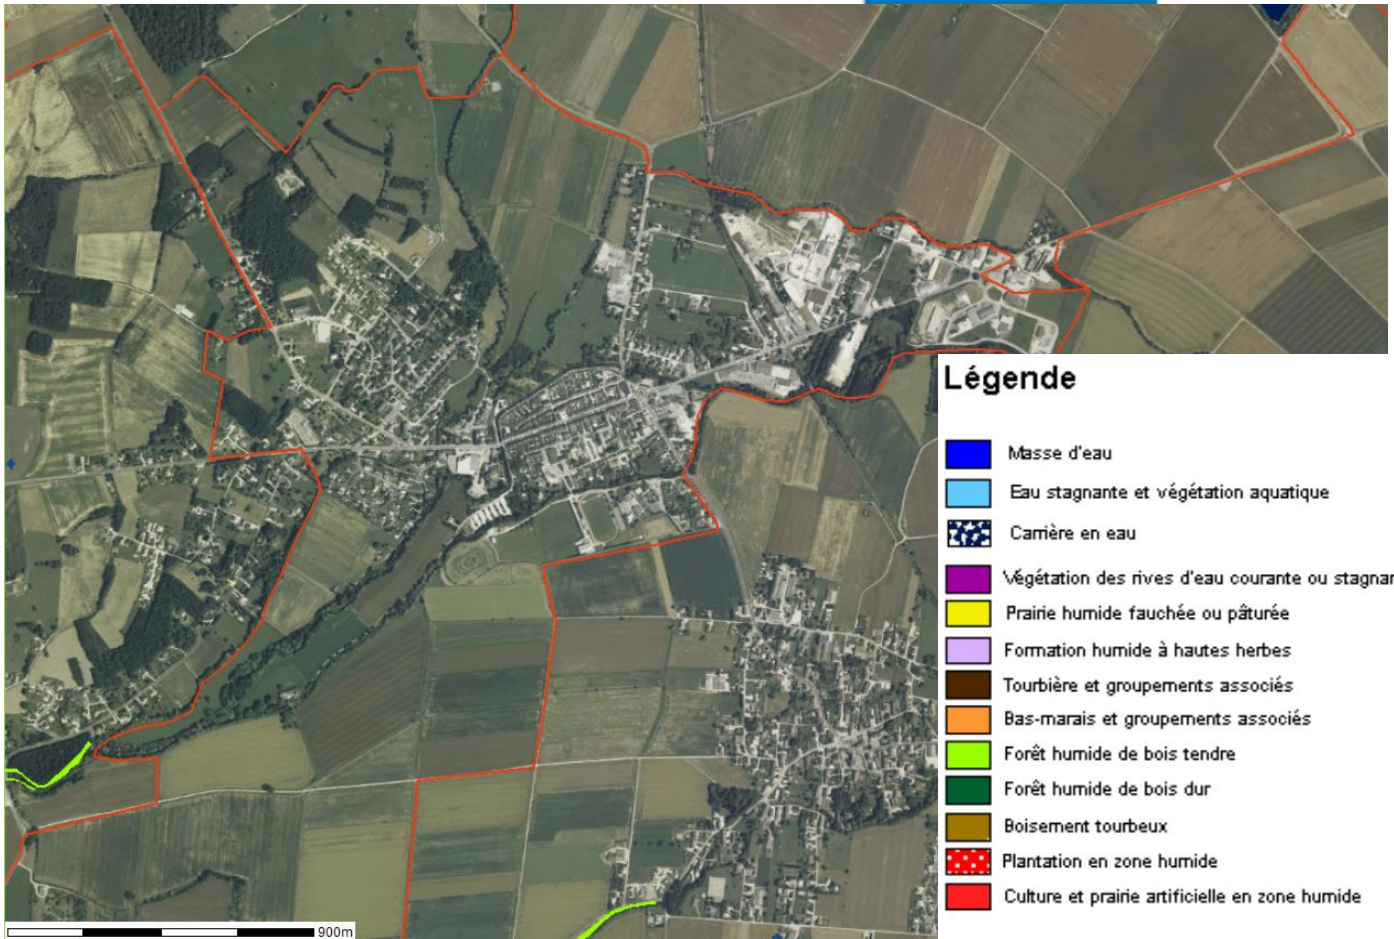 Légende
Masse d'eau
Eau stagnante et végétation aquatique
Carrière en eau
Végétation des rives d'eau courante ou stagnar
Prairie humide fauchée ou pâturée
Formation humide à hautes herbes
Tourbière et groupements associés
Bas-marais et groupements associés
Forêt humide de bois tendre
Forêt humide de bois dur
Boisement tourbeux
Plantation en zone humide
Culture et prairie artificielle en zone humide
900m